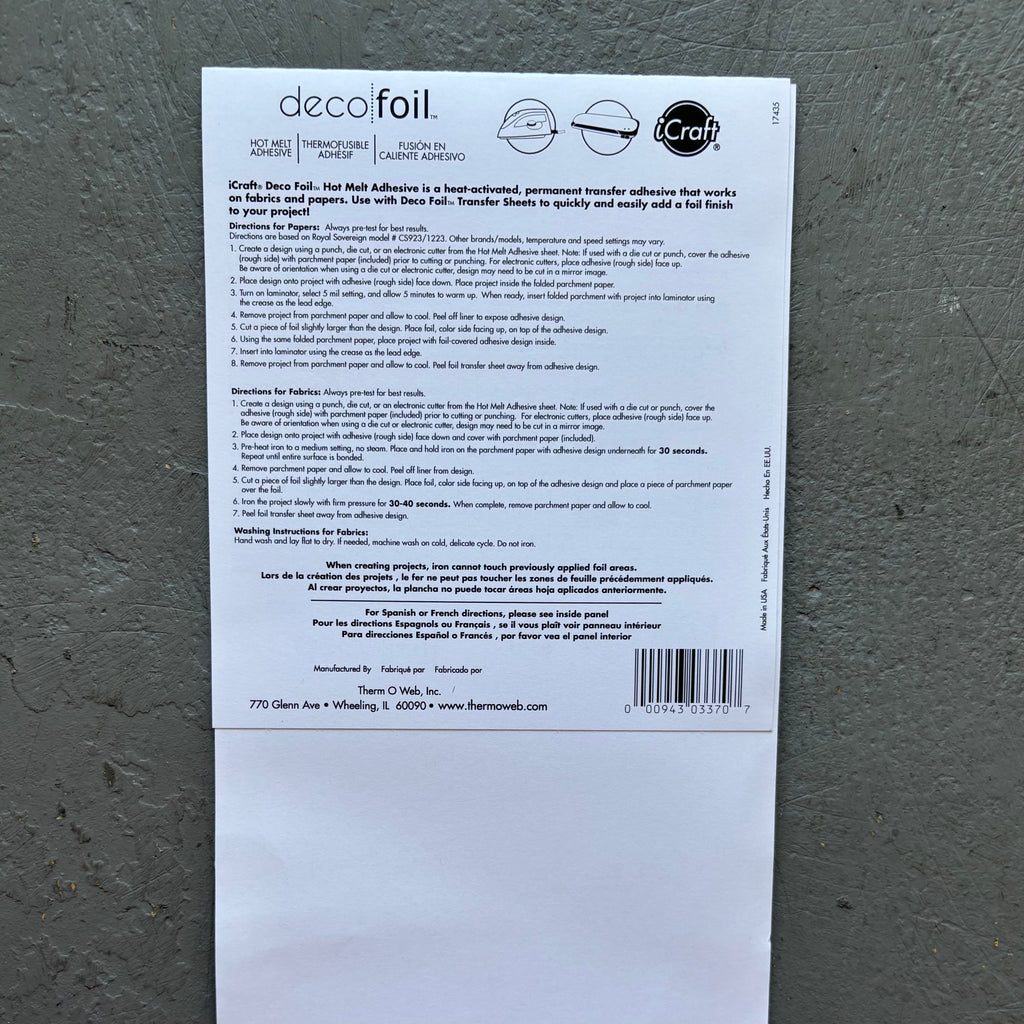 deco foil™
HOT MELT
ADHESIVE
THERMOFUSIBLE
ADHÉSIF
FUSIÓN EN
CALIENTE ADHESIVO
iCraft®
17435
iCraft® Deco Foil™ Hot Melt Adhesive is a heat-activated, permanent transfer adhesive that works
on fabrics and papers. Use with Deco Foil™ Transfer Sheets to quickly and easily add a foil finish
to your project!
Directions for Papers: Always pre-test for best results.
Directions are based on Royal Sovereign model # CS923/1223. Other brands/models, temperature and speed settings may vary.
1. Create a design using a punch, die cut, or an electronic cutter from the Hot Melt Adhesive sheet. Note: If used with a die cut or punch, cover the adhesive
(rough side) with parchment paper (included) prior to cutting or punching. For electronic cutters, place adhesive (rough side) face up.
Be aware of orientation when using a die cut or electronic cutter, design may need to be cut in a mirror image.
2. Place design onto project with adhesive (rough side) face down. Place project inside the folded parchment paper.
3. Turn on laminator, select 5 mil setting, and allow 5 minutes to warm up. When ready, insert folded parchment with project into laminator using
the crease as the lead edge.
4. Remove project from parchment paper and allow to cool. Peel off liner to expose adhesive design.
5. Cut a piece of foil slightly larger than the design. Place foil, color side facing up, on top of the adhesive design.
6. Using the same folded parchment paper, place project with foil-covered adhesive design inside.
7. Insert into laminator using the crease as the lead edge.
8. Remove project from parchment paper and allow to cool. Peel foil transfer sheet away from adhesive design.
Directions for Fabrics: Always pre-test for best results.
1. Create a design using a punch, die cut, or an electronic cutter from the Hot Melt Adhesive sheet. Note: If used with a die cut or punch, cover the
adhesive (rough side) with parchment paper (included) prior to cutting or punching. For electronic cutters, place adhesive (rough side) face up.
Be aware of orientation when using a die cut or electronic cutter, design may need to be cut in a mirror image.
2. Place design onto project with adhesive (rough side) face down and cover with parchment paper (included).
3. Pre-heat iron to a medium setting, no steam. Place and hold iron on the parchment paper with adhesive design underneath for 30 seconds.
Repeat until entire surface is bonded.
4. Remove parchment paper and allow to cool. Peel off liner from design.
5. Cut a piece of foil slightly larger than the design. Place foil, color side facing up, on top of the adhesive design and place a piece of parchment paper
over the foil.
6. Iron the project slowly with firm pressure for 30-40 seconds. When complete, remove parchment paper and allow to cool.
7. Peel foil transfer sheet away from adhesive design.
Washing Instructions for Fabrics:
Hand wash and lay flat to dry. If needed, machine wash on cold, delicate cycle. Do not iron.
When creating projects, iron cannot touch previously applied foil areas.
Lors de la création des projets , le fer ne peut pas toucher les zones de feuille précédemment appliqués.
Al crear proyectos, la plancha no puede tocar áreas hoja aplicados anteriormente.
For Spanish or French directions, please see inside panel
Pour les directions Espagnols ou Français , se il vous plaît voir panneau intérieur
Para direcciones Español o Francés , por favor vea el panel interior
Made in USA Fabriqué Aux États-Unis Hecho En EE.UU.
Manufactured By Fabriqué par Fabricado por
Therm O Web, Inc.
770 Glenn Ave • Wheeling, IL 60090 • www.thermoweb.com
0 00943 03370 7